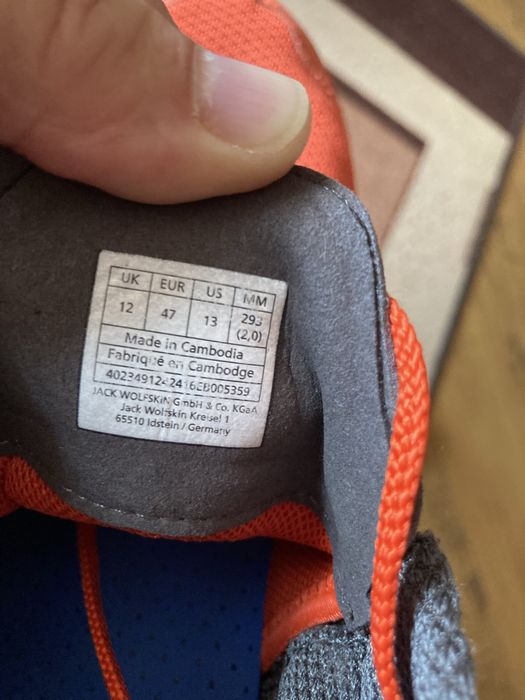 UK EUR US MM
12 47 13 293
(2,0)
Made in Cambodia
Fabriqué en Cambodge
4023491242416EB005359
JACK WOLFSKIN GmbH & Co. KGaA
Jack Wolfskin Kreisel 1
65510 Idstein / Germany